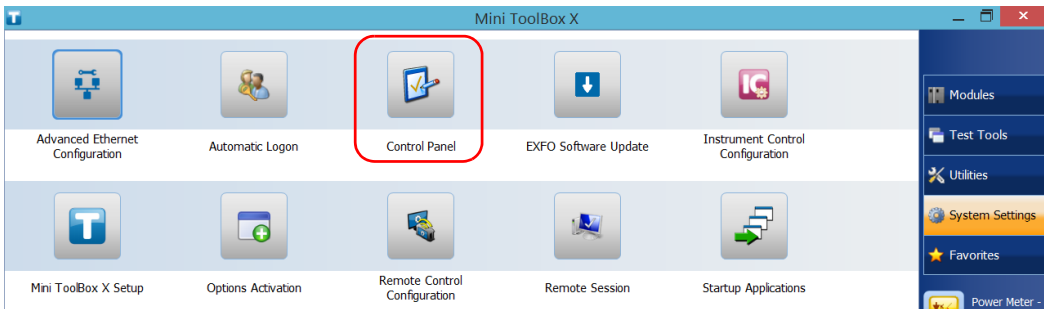 Mini ToolBox X
Advanced Ethernet
Configuration
Automatic Logon
Control Panel
EXFO Software Update
IC
Instrument Control
Configuration
T
Mini ToolBox X Setup
Options Activation
Remote Control
Configuration
Remote Session
Startup Applications
Modules
Test Tools
Utilities
System Settings
Favorites
Power Meter -